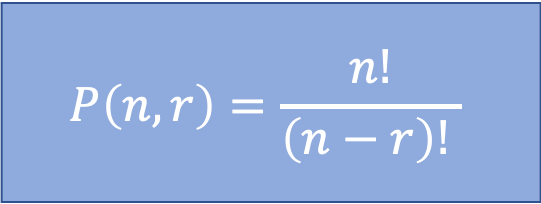 P(n, r) = n! / (n − r)!